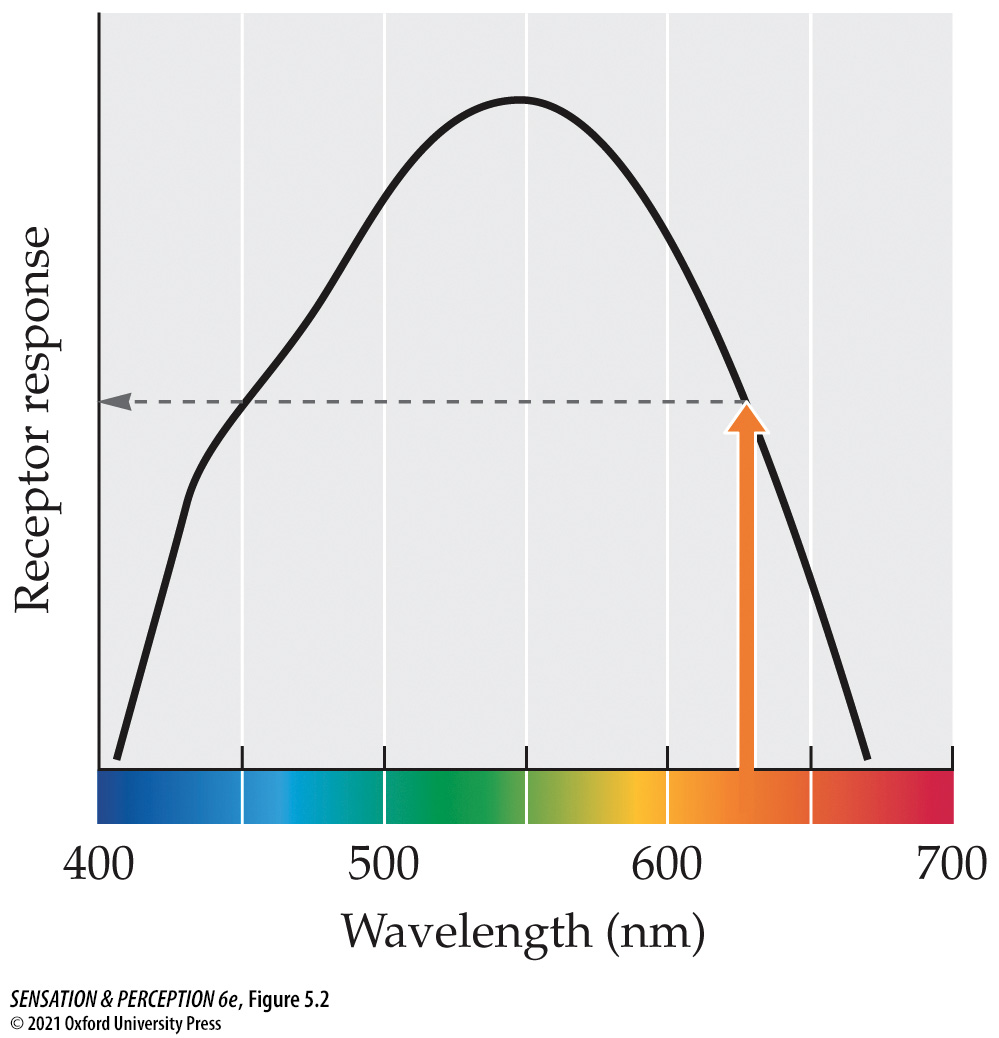 Receptor response
400 500 600 700
Wavelength (nm)
SENSATION & PERCEPTION 6e, Figure 5.2
© 2021 Oxford University Press